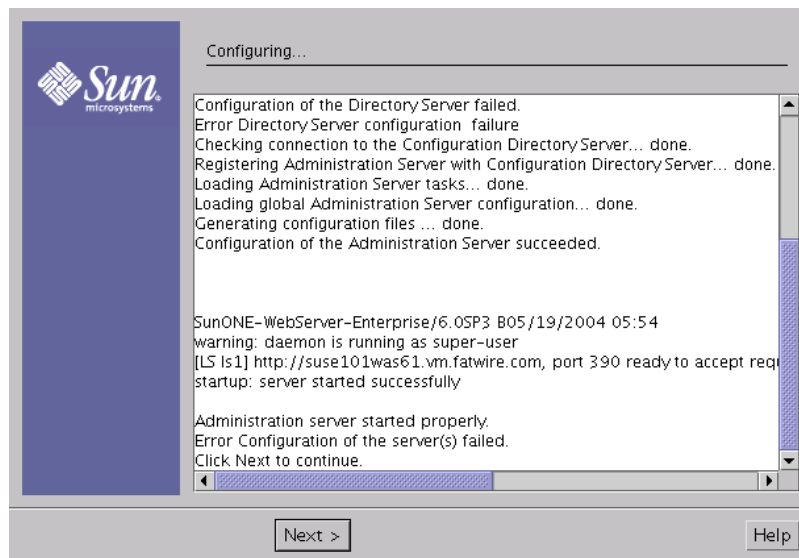 Sun
microsystems
Configuring...
Configuration of the Directory Server failed.
Error Directory Server configuration  failure
Checking connection to the Configuration Directory Server... done.
Registering Administration Server with Configuration Directory Server... done.
Loading Administration Server tasks... done.
Loading global Administration Server configuration... done.
Generating configuration files ... done.
Configuration of the Administration Server succeeded.
SunONE-WebServer-Enterprise/6.0SP3 B05/19/2004 05:54
warning: daemon is running as super-user
[LS ls1] http://suse101was61.vm.fatwire.com, port 390 ready to accept requ
startup: server started successfully
Administration server started properly.
Error Configuration of the server(s) failed.
Click Next to continue.
Next >
Help